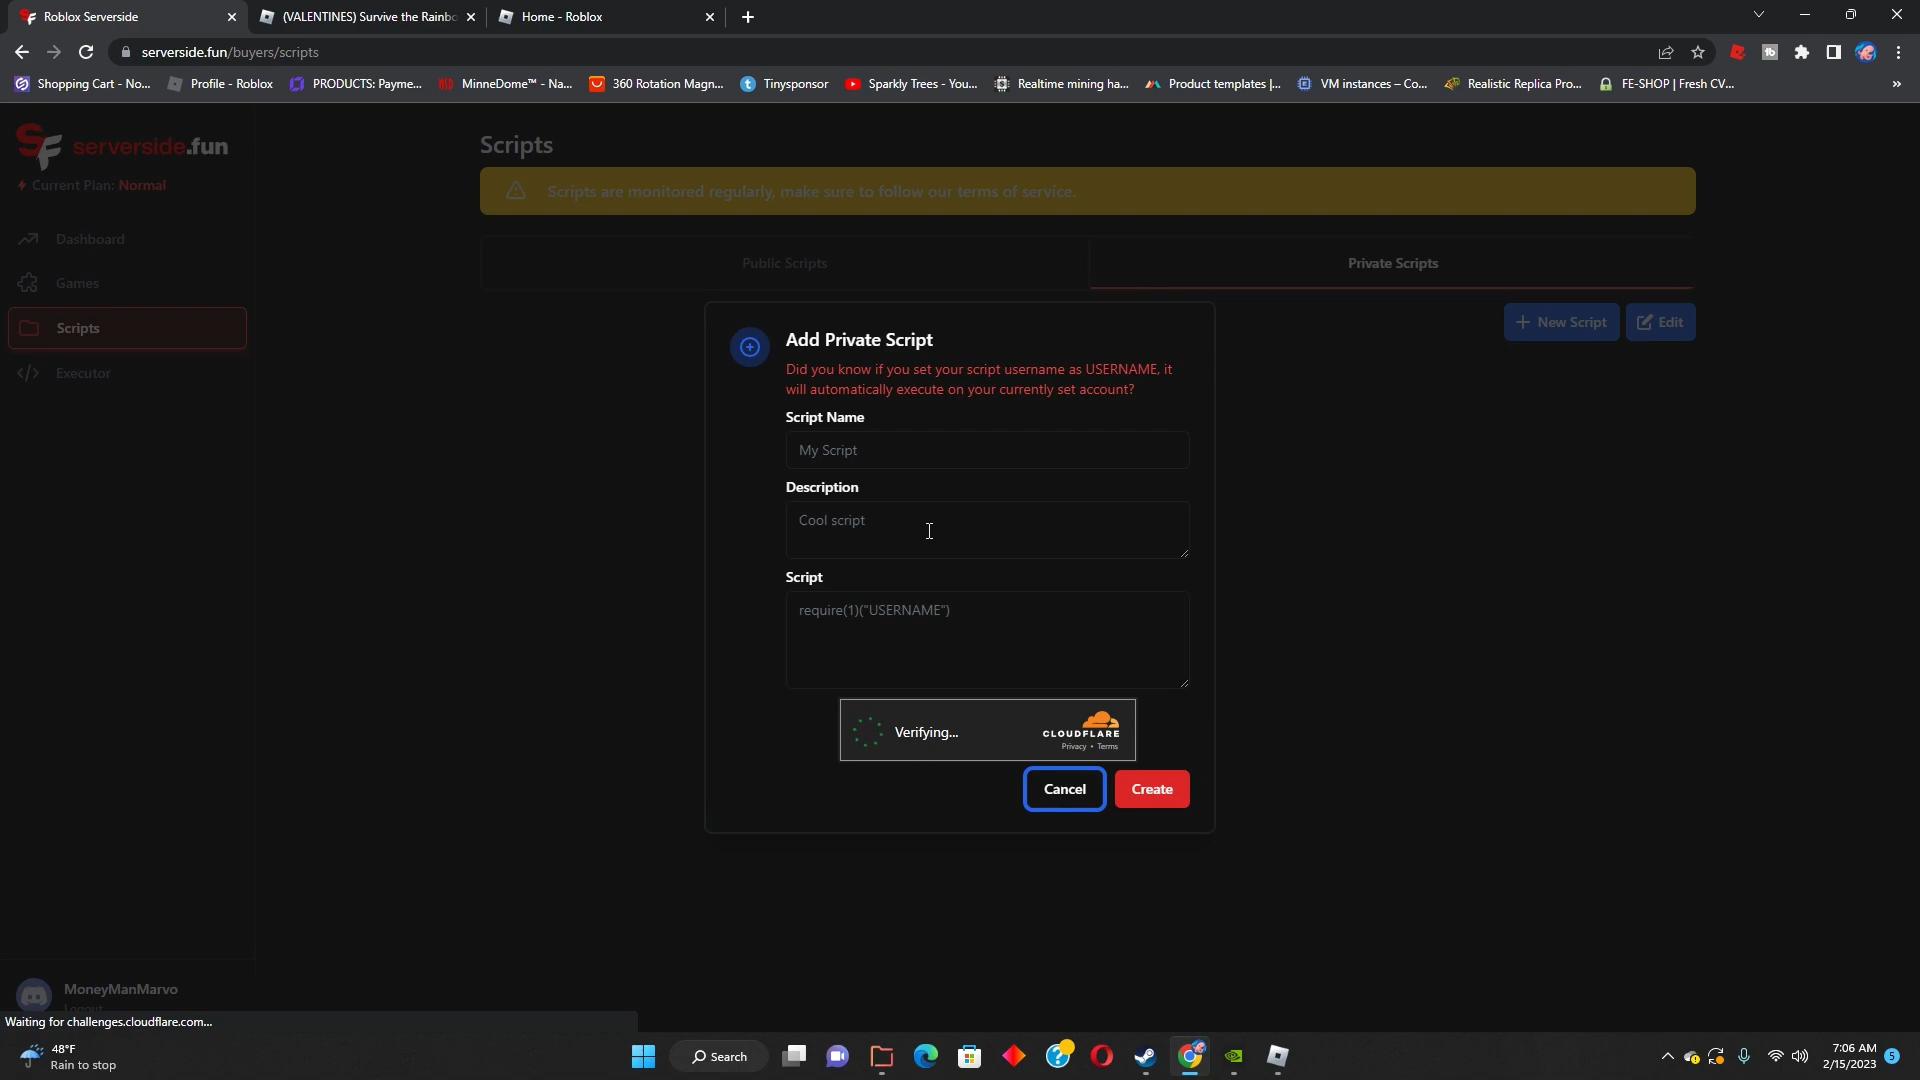 Roblox Serverside
(VALENTINES) Survive the Rainbo
Home - Roblox
serverside.fun/buyers/scripts
Shopping Cart - No...
Profile - Roblox
PRODUCTS: Payme...
MinneDome™ - Na...
360 Rotation Magn...
Tinysponsor
Sparkly Trees - You...
Realtime mining ha...
Product templates |...
VM instances – Co...
Realistic Replica Pro...
FE-SHOP | Fresh CV...
»
SF serverside.fun
Current Plan: Normal
Dashboard
Games
Scripts
Executor
Scripts
Scripts are monitored regularly, make sure to follow our terms of service.
Public Scripts
Private Scripts
New Script
Edit
Add Private Script
Did you know if you set your script username as USERNAME, it
will automatically execute on your currently set account?
Script Name
My Script
Description
Cool script
Script
require(1)("USERNAME")
Verifying...
CLOUDFLARE
Privacy • Terms
Cancel
Create
MoneyManMarvo
Logout
Waiting for challenges.cloudflare.com...
48°F
Rain to stop
Search
7:06 AM
2/15/2023
5